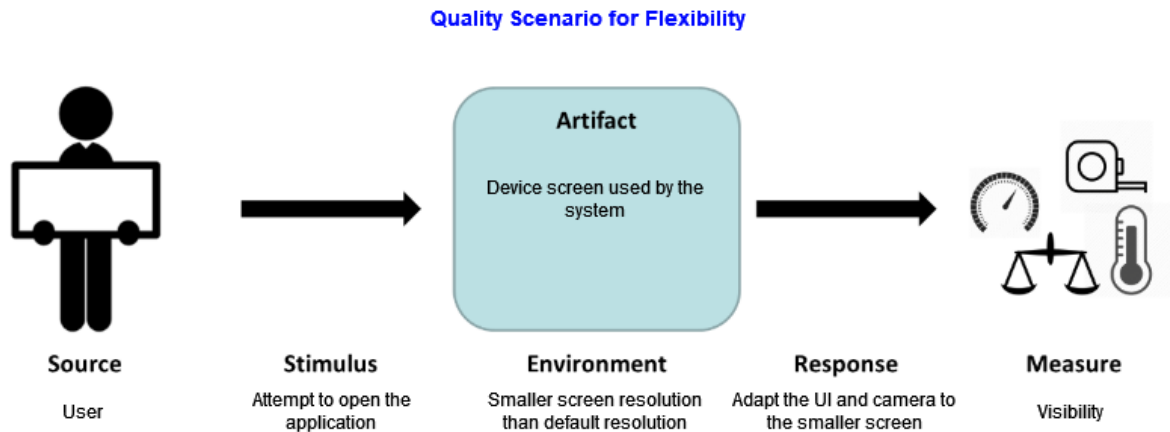 Quality Scenario for Flexibility
Artifact
Device screen used by the
system
Source
User
Stimulus
Attempt to open the
application
Environment
Smaller screen resolution
than default resolution
Response
Adapt the UI and camera to
the smaller screen
Measure
Visibility